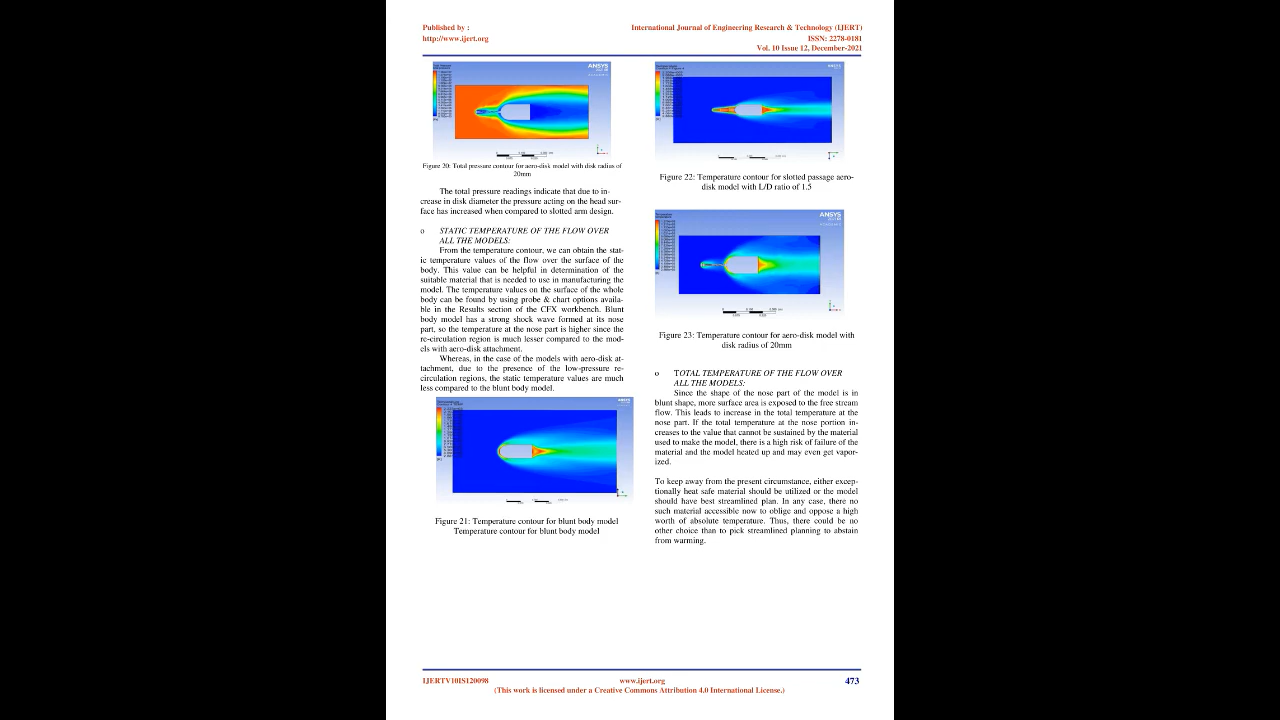 Published by :
http://www.ijert.org
International Journal of Engineering Research & Technology (IJERT)
ISSN: 2278-0181
Vol. 10 Issue 12, December-2021
ANSYS
Figure 20: Total pressure contour for aero-disk model with disk radius of
20mm
The total pressure readings indicate that due to in-
crease in disk diameter the pressure acting on the head sur-
face has increased when compared to slotted arm design.
o STATIC TEMPERATURE OF THE FLOW OVER
ALL THE MODELS:
From the temperature contour, we can obtain the stat-
ic temperature values of the flow over the surface of the
body. This value can be helpful in determination of the
suitable material that is needed to use in manufacturing the
model. The temperature values on the surface of the whole
body can be found by using probe & chart options availa-
ble in the Results section of the CFX workbench. Blunt
body model has a strong shock wave formed at its nose
part, so the temperature at the nose part is higher since the
re-circulation region is much lesser compared to the mod-
els with aero-disk attachment.
Whereas, in the case of the models with aero-disk at-
tachment, due to the presence of the low-pressure re-
circulation regions, the static temperature values are much
less compared to the blunt body model.
ANSYS
Figure 21: Temperature contour for blunt body model
Temperature contour for blunt body model
ANSYS
Figure 22: Temperature contour for slotted passage aero-
disk model with L/D ratio of 1.5
ANSYS
Figure 23: Temperature contour for aero-disk model with
disk radius of 20mm
o TOTAL TEMPERATURE OF THE FLOW OVER
ALL THE MODELS:
Since the shape of the nose part of the model is in
blunt shape, more surface area is exposed to the free stream
flow. This leads to increase in the total temperature at the
nose part. If the total temperature at the nose portion in-
creases to the value that cannot be sustained by the material
used to make the model, there is a high risk of failure of the
material and the model heated up and may even get vapor-
ized.
To keep away from the present circumstance, either excep-
tionally heat safe material should be utilized or the model
should have best streamlined plan. In any case, there no
such material accessible now to oblige and oppose a high
worth of absolute temperature. Thus, there could be no
other choice than to pick streamlined planning to abstain
from warming.
IJERTV10IS120098
www.ijert.org
473
(This work is licensed under a Creative Commons Attribution 4.0 International License.)